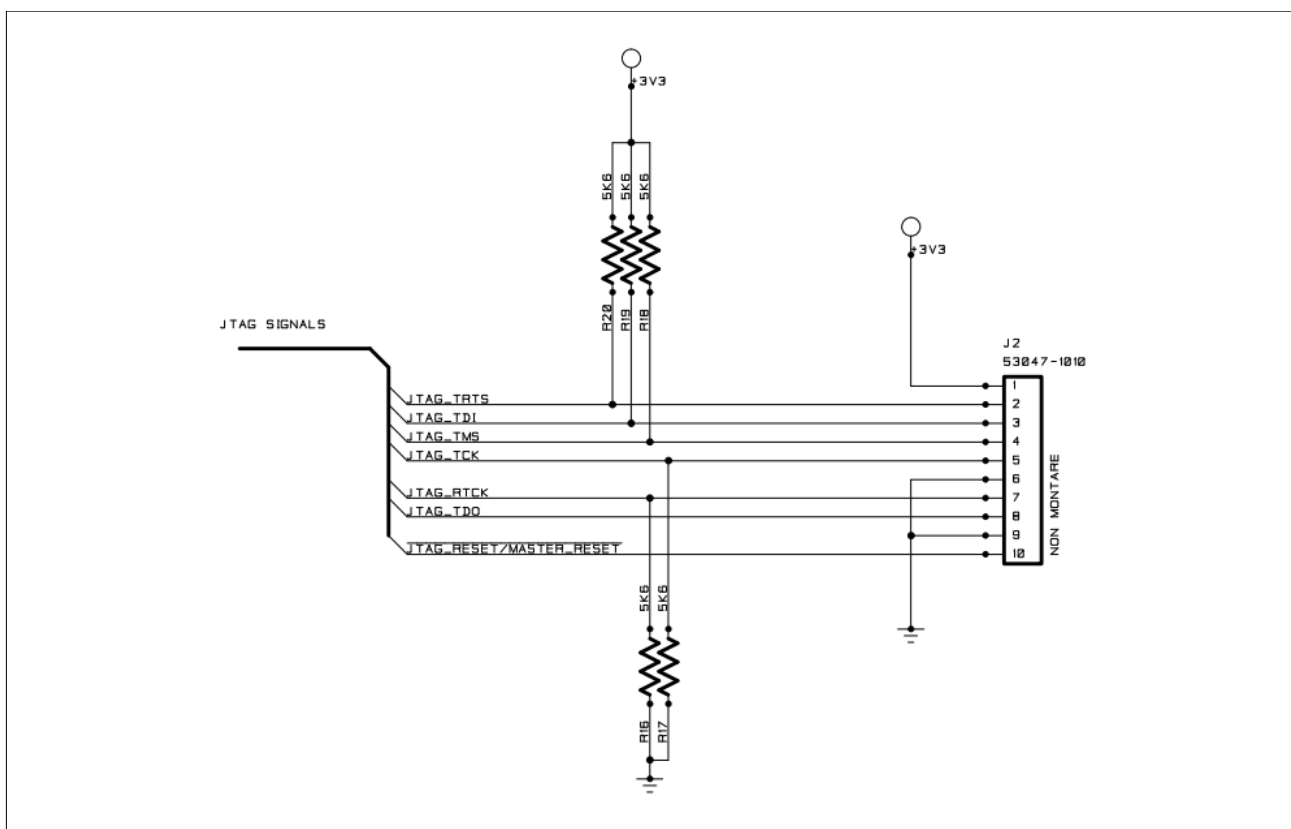 +3V3
5K6
5K6
5K6
+3V3
R20
R19
R18
JTAG SIGNALS
J2
53047-1010
JTAG_TRTS
JTAG_TDI
JTAG_TMS
JTAG_TCK
JTAG_RTCK
JTAG_TDO
JTAG_RESET/MASTER_RESET
1
2
3
4
5
6
7
8
9
10
NON MONTARE
5K6
5K6
R16
R17